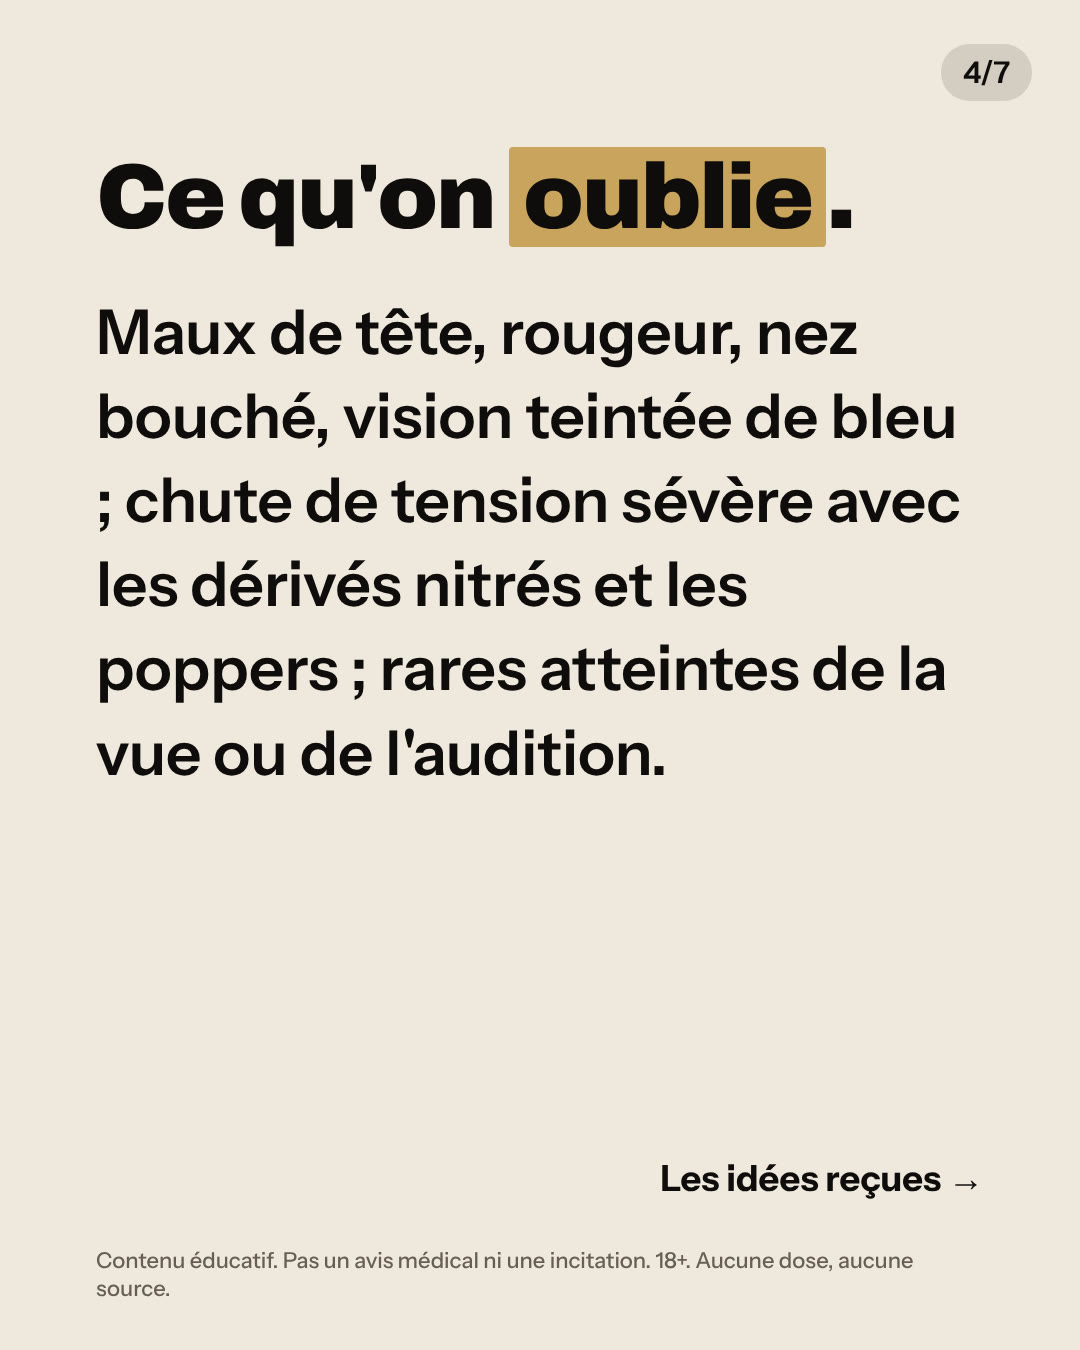 4/7
Ce qu'on oublie.
Maux de tête, rougeur, nez
bouché, vision teintée de bleu
; chute de tension sévère avec
les dérivés nitrés et les
poppers ; rares atteintes de la
vue ou de l'audition.
Les idées reçues →
Contenu éducatif. Pas un avis médical ni une incitation. 18+. Aucune dose, aucune
source.